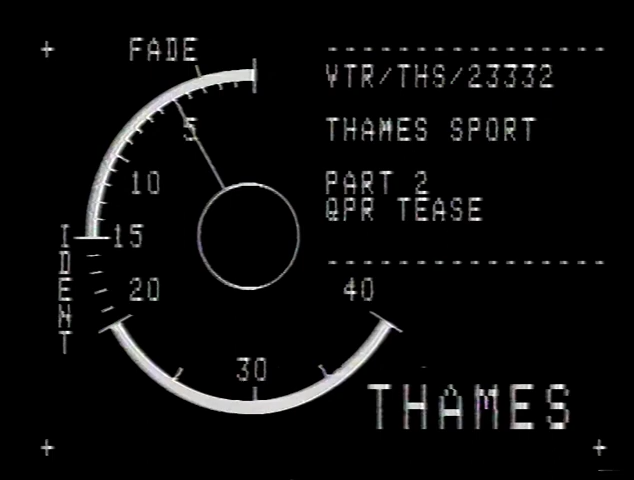 FADE
VTR/THS/23332
THAMES SPORT
PART 2
QPR TEASE
5
10
15
20
30
40
IDENT
THAMES